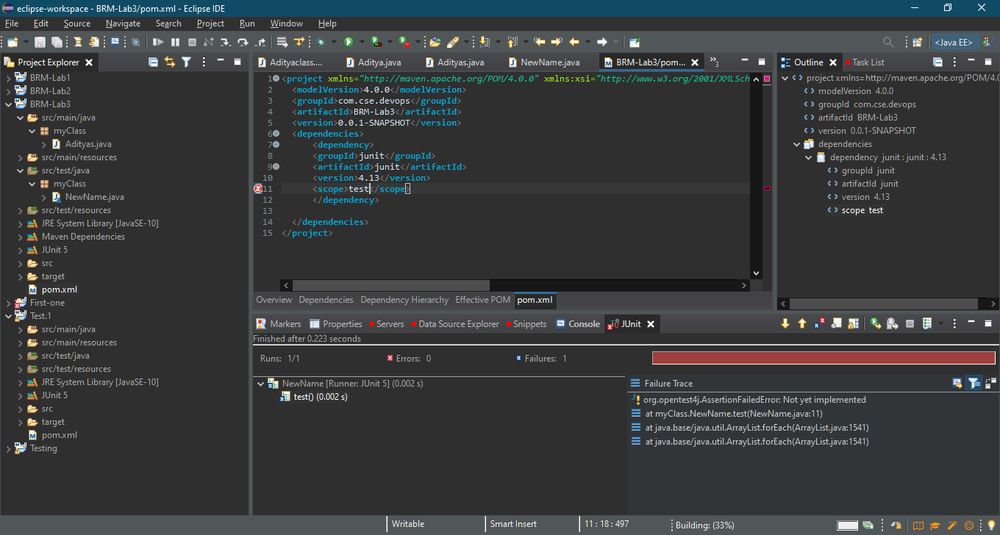 eclipse-workspace - BRM-Lab3/pom.xml - Eclipse IDE
File Edit Source Navigate Search Project Run Window Help
<Java EE>
Project Explorer
BRM-Lab1
BRM-Lab2
BRM-Lab3
src/main/java
myClass
Adityas.java
src/main/resources
src/test/java
myClass
NewName.java
src/test/resources
JRE System Library [JavaSE-10]
Maven Dependencies
JUnit 5
src
target
pom.xml
First-one
Test.1
src/main/java
src/main/resources
src/test/java
src/test/resources
JRE System Library [JavaSE-10]
JUnit 5
src
target
pom.xml
Testing
Adityaclass.... Aditya.java Adityas.java NewName.java BRM-Lab3/pom... »3
1 <project xmlns="http://maven.apache.org/POM/4.0.0" xmlns:xsi="http://www.w3.org/2001/XMLSch
2 <modelVersion>4.0.0</modelVersion>
3 <groupId>com.cse.devops</groupId>
4 <artifactId>BRM-Lab3</artifactId>
5 <version>0.0.1-SNAPSHOT</version>
6 <dependencies>
7 <dependency>
8 <groupId>junit</groupId>
9 <artifactId>junit</artifactId>
10 <version>4.13</version>
11 <scope>test</scope>
12 </dependency>
13
14 </dependencies>
15 </project>
Overview Dependencies Dependency Hierarchy Effective POM pom.xml
Outline Task List
project xmlns=http://maven.apache.org/POM/4.0
modelVersion 4.0.0
groupId com.cse.devops
artifactId BRM-Lab3
version 0.0.1-SNAPSHOT
dependencies
dependency junit : junit : 4.13
groupId junit
artifactId junit
version 4.13
scope test
Markers Properties Servers Data Source Explorer Snippets Console JUnit
Finished after 0.223 seconds
Runs: 1/1 Errors: 0 Failures: 1
NewName [Runner: JUnit 5] (0.002 s)
test() (0.002 s)
Failure Trace
org.opentest4j.AssertionFailedError: Not yet implemented
at myClass.NewName.test(NewName.java:11)
at java.base/java.util.ArrayList.forEach(ArrayList.java:1541)
at java.base/java.util.ArrayList.forEach(ArrayList.java:1541)
Writable Smart Insert 11 : 18 : 497 Building: (33%)